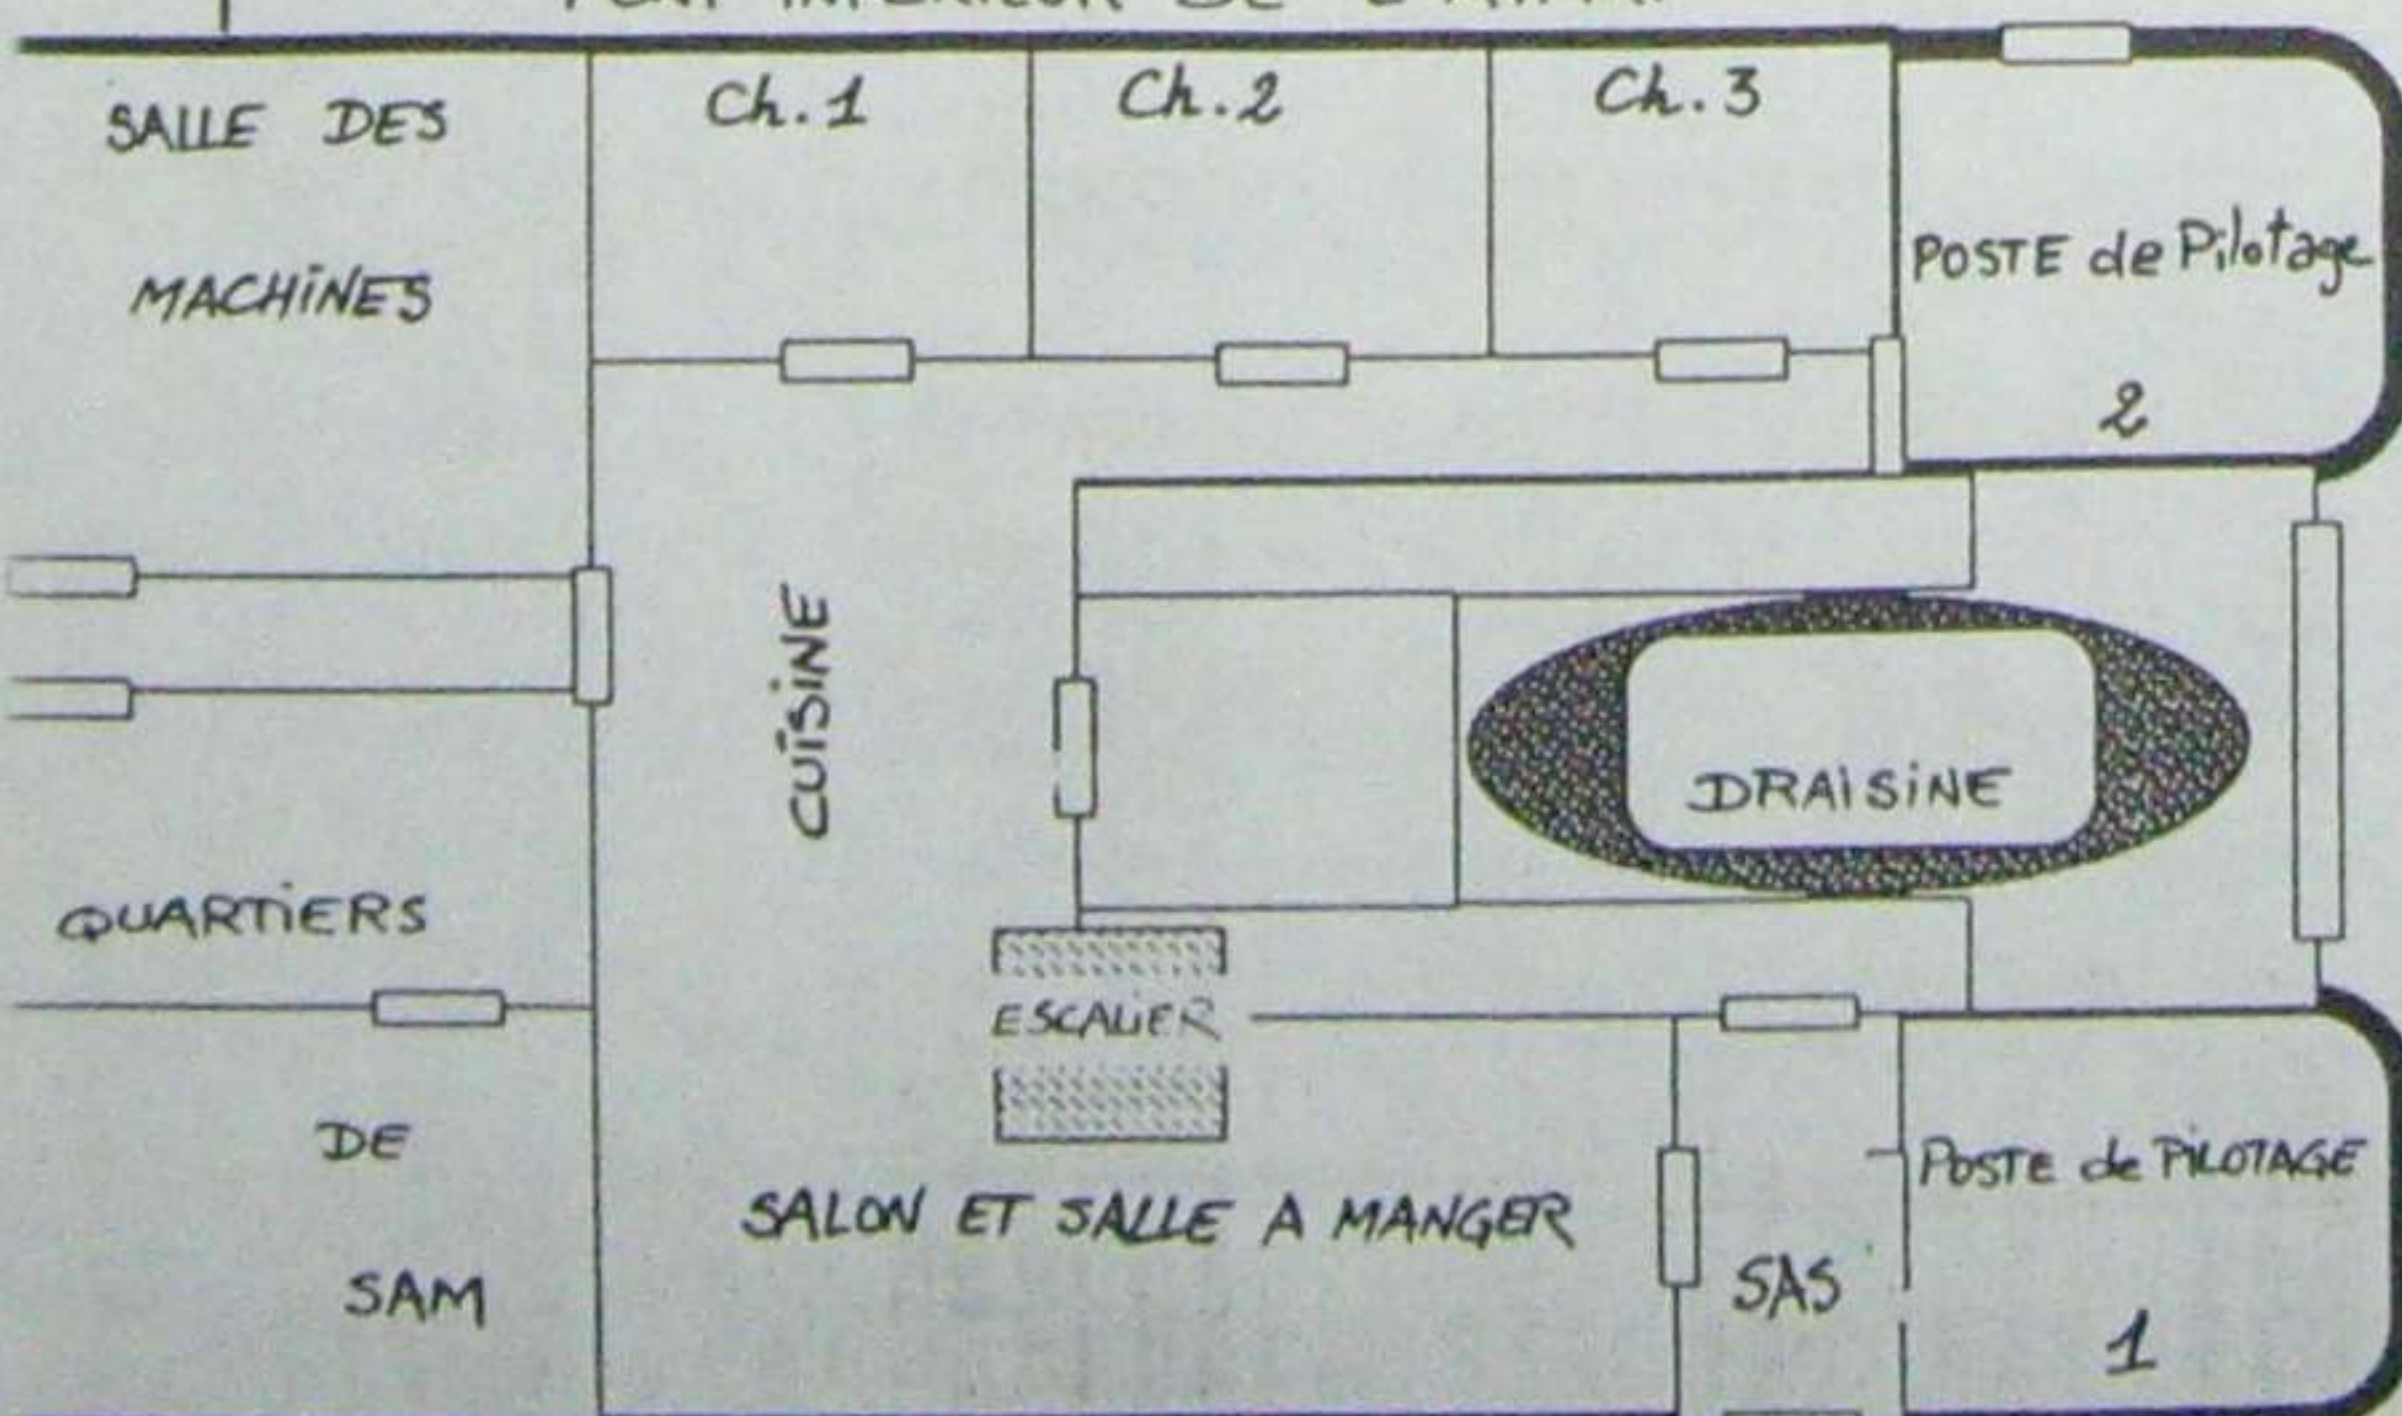 SALLE DES
MACHINES
Ch.1
Ch.2
Ch.3
POSTE de Pilotage
2
CUISINE
DRAISINE
QUARTIERS
DE
SAM
ESCALIER
SALON ET SALLE A MANGER
SAS
POSTE de PILOTAGE
1